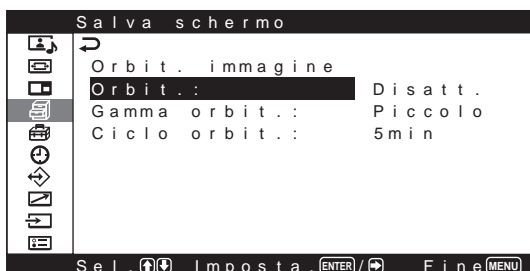 Salva schermo
Orbit. immagine
Orbit.: Disatt.
Gamma orbit.: Piccolo
Ciclo orbit.: 5min
Sel. Imposta. ENTER / Fine MENU